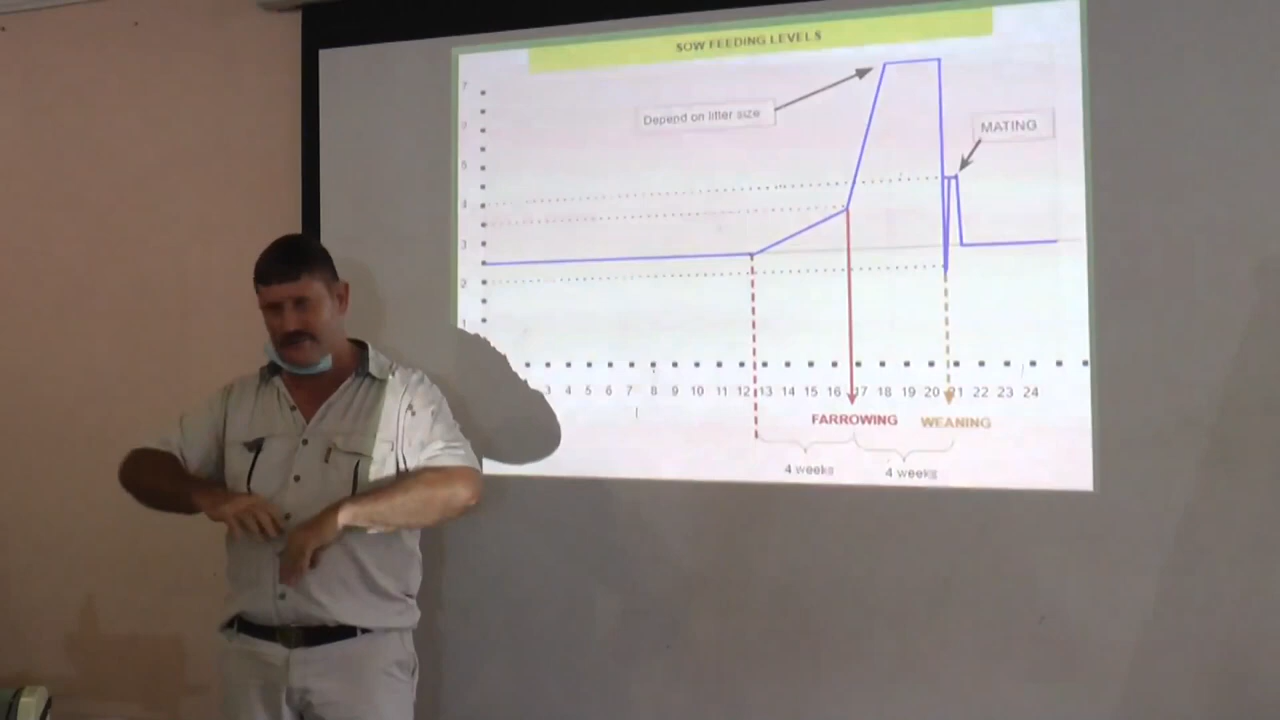 SOW FEEDING LEVELS
7
Depend on litter size
MATING
5
4
3
2
1
3 4 5 6 7 8 9 10 11 12 13 14 15 16 17 18 19 20 21 22 23 24
FARROWING WEANING
4 weeks 4 weeks